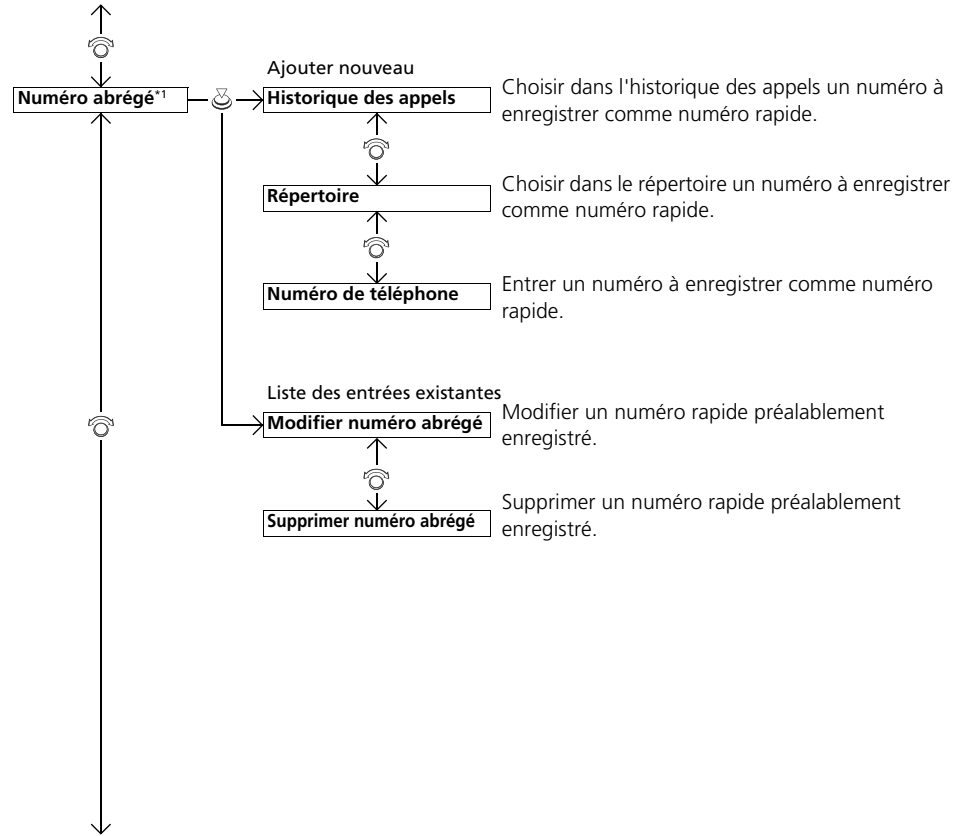 Numéro abrégé*1
Ajouter nouveau
Historique des appels
Choisir dans l'historique des appels un numéro à
enregistrer comme numéro rapide.
Répertoire
Choisir dans le répertoire un numéro à enregistrer
comme numéro rapide.
Numéro de téléphone
Entrer un numéro à enregistrer comme numéro
rapide.
Liste des entrées existantes
Modifier numéro abrégé
Modifier un numéro rapide préalablement
enregistré.
Supprimer numéro abrégé
Supprimer un numéro rapide préalablement
enregistré.